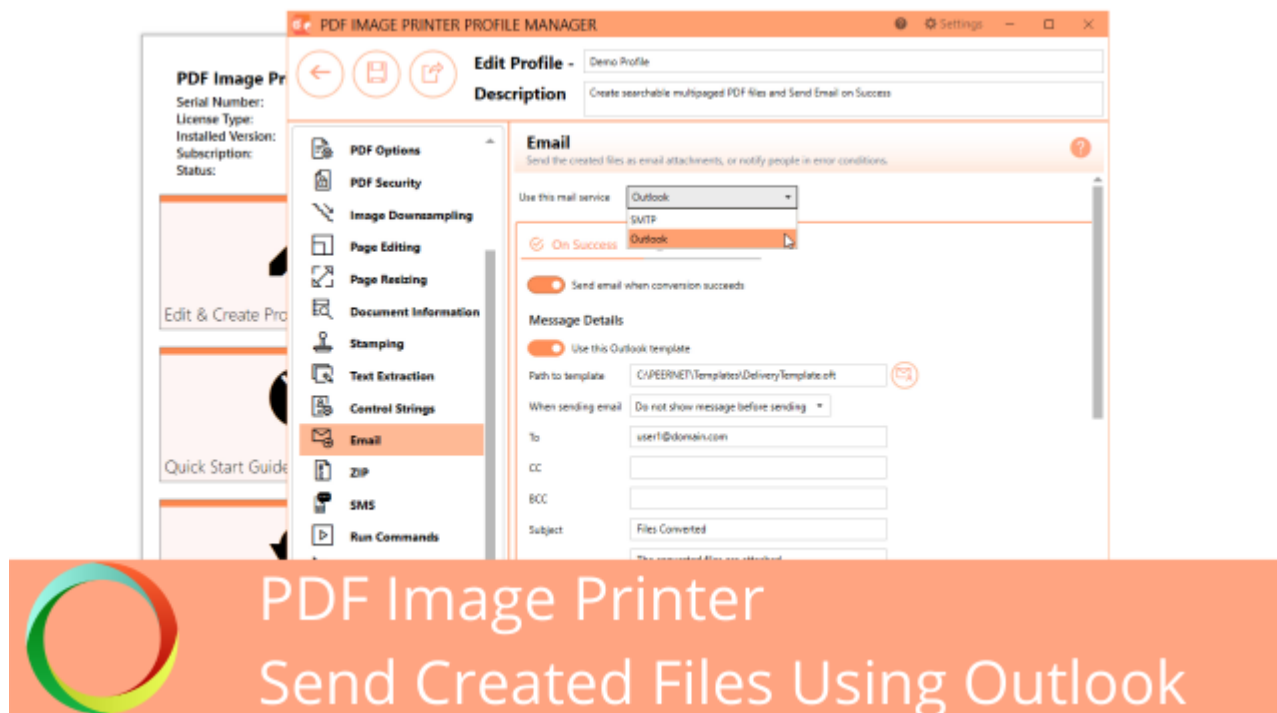 PDF IMAGE PRINTER PROFILE MANAGER
Settings
PDF Image Pr
Serial Number:
License Type:
Installed Version:
Subscription:
Status:
Edit & Create Pro
Quick Start Guide
Edit Profile - Demo Profile
Description Create searchable multipaged PDF files and Send Email on Success
PDF Options
PDF Security
Image Downsampling
Page Editing
Page Resizing
Document Information
Stamping
Text Extraction
Control Strings
Email
ZIP
SMS
Run Commands
Email
Send the created files as email attachments, or notify people in error conditions.
Use this mail service Outlook
SMTP
Outlook
On Success
Send email when conversion succeeds
Message Details
Use this Outlook template
Path to template C:\PEERNET\Templates\DeliveryTemplate.oft
When sending email Do not show message before sending
To user1@domain.com
CC
BCC
Subject Files Converted
The converted files are attached
PDF Image Printer
Send Created Files Using Outlook